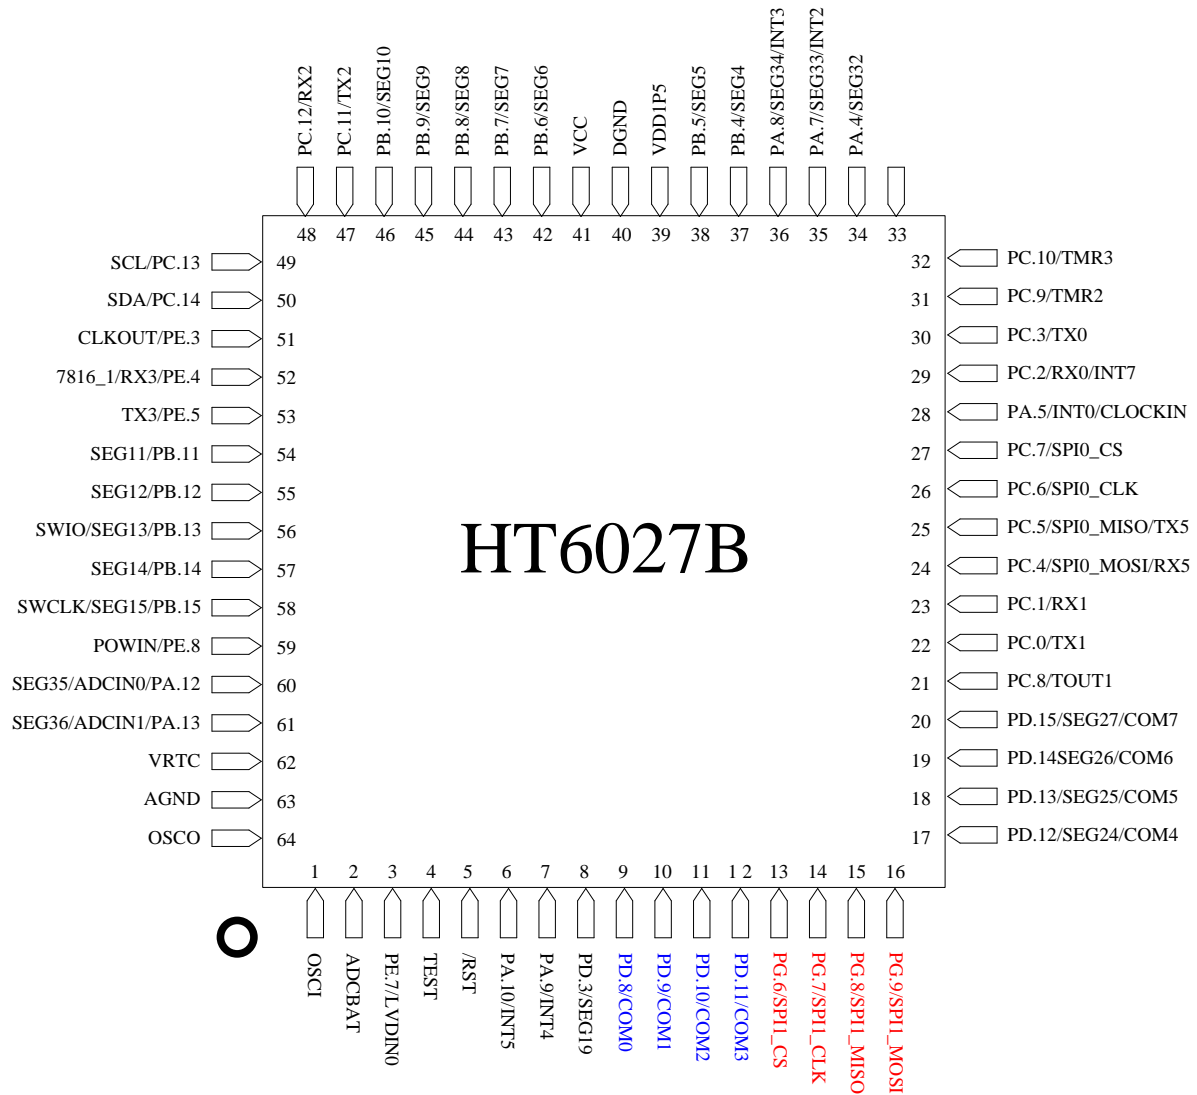 PC.12/RX2
PC.11/TX2
PB.10/SEG10
PB.9/SEG9
PB.8/SEG8
PB.7/SEG7
PB.6/SEG6
VCC
DGND
VDD1P5
PB.5/SEG5
PB.4/SEG4
PA.8/SEG34/INT3
PA.7/SEG33/INT2
PA.4/SEG32
48 47 46 45 44 43 42 41 40 39 38 37 36 35 34 33
SCL/PC.13 49
SDA/PC.14 50
CLKOUT/PE.3 51
7816_1/RX3/PE.4 52
TX3/PE.5 53
SEG11/PB.11 54
SEG12/PB.12 55
SWIO/SEG13/PB.13 56
SEG14/PB.14 57
SWCLK/SEG15/PB.15 58
POWIN/PE.8 59
SEG35/ADCIN0/PA.12 60
SEG36/ADCIN1/PA.13 61
VRTC 62
AGND 63
OSCO 64
HT6027B
32 PC.10/TMR3
31 PC.9/TMR2
30 PC.3/TX0
29 PC.2/RX0/INT7
28 PA.5/INT0/CLOCKIN
27 PC.7/SPI0_CS
26 PC.6/SPI0_CLK
25 PC.5/SPI0_MISO/TX5
24 PC.4/SPI0_MOSI/RX5
23 PC.1/RX1
22 PC.0/TX1
21 PC.8/TOUT1
20 PD.15/SEG27/COM7
19 PD.14SEG26/COM6
18 PD.13/SEG25/COM5
17 PD.12/SEG24/COM4
1 2 3 4 5 6 7 8 9 10 11 1 2 13 14 15 16
OSCI
ADCBAT
PE.7/LVDIN0
TEST
/RST
PA.10/INT5
PA.9/INT4
PD.3/SEG19
PD.8/COM0
PD.9/COM1
PD.10/COM2
PD.11/COM3
PG.6/SPI1_CS
PG.7/SPI1_CLK
PG.8/SPI1_MISO
PG.9/SPI1_MOSI